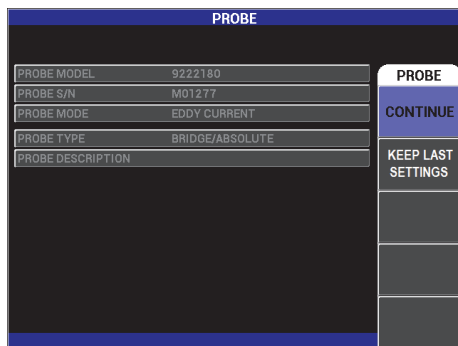 PROBE
PROBE MODEL 9222180
PROBE S/N M01277
PROBE MODE EDDY CURRENT
PROBE TYPE BRIDGE/ABSOLUTE
PROBE DESCRIPTION
PROBE
CONTINUE
KEEP LAST
SETTINGS